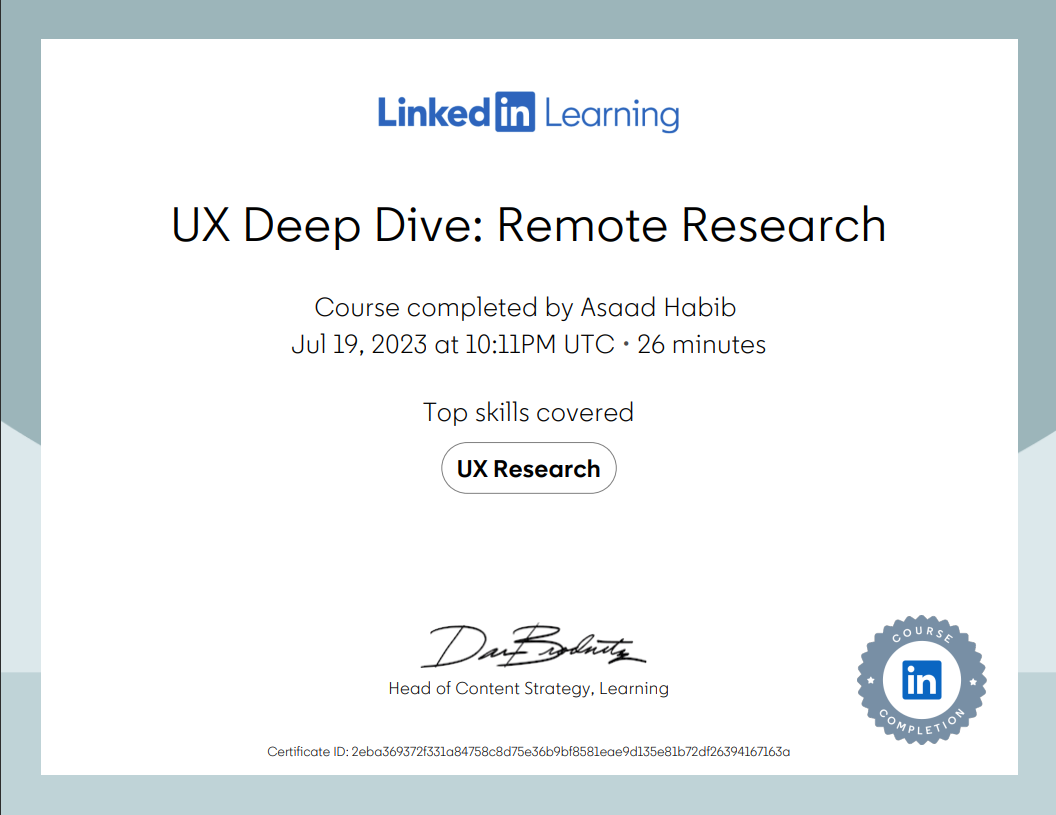 Linked in Learning
UX Deep Dive: Remote Research
Course completed by Asaad Habib
Jul 19, 2023 at 10:11PM UTC • 26 minutes
Top skills covered
UX Research
Dan Brodnitz
Head of Content Strategy, Learning
COURSE
in
COMPLETION
Certificate ID: 2eba369372f331a84758c8d75e36b9bf8581eae9d135e81b72df26394167163a